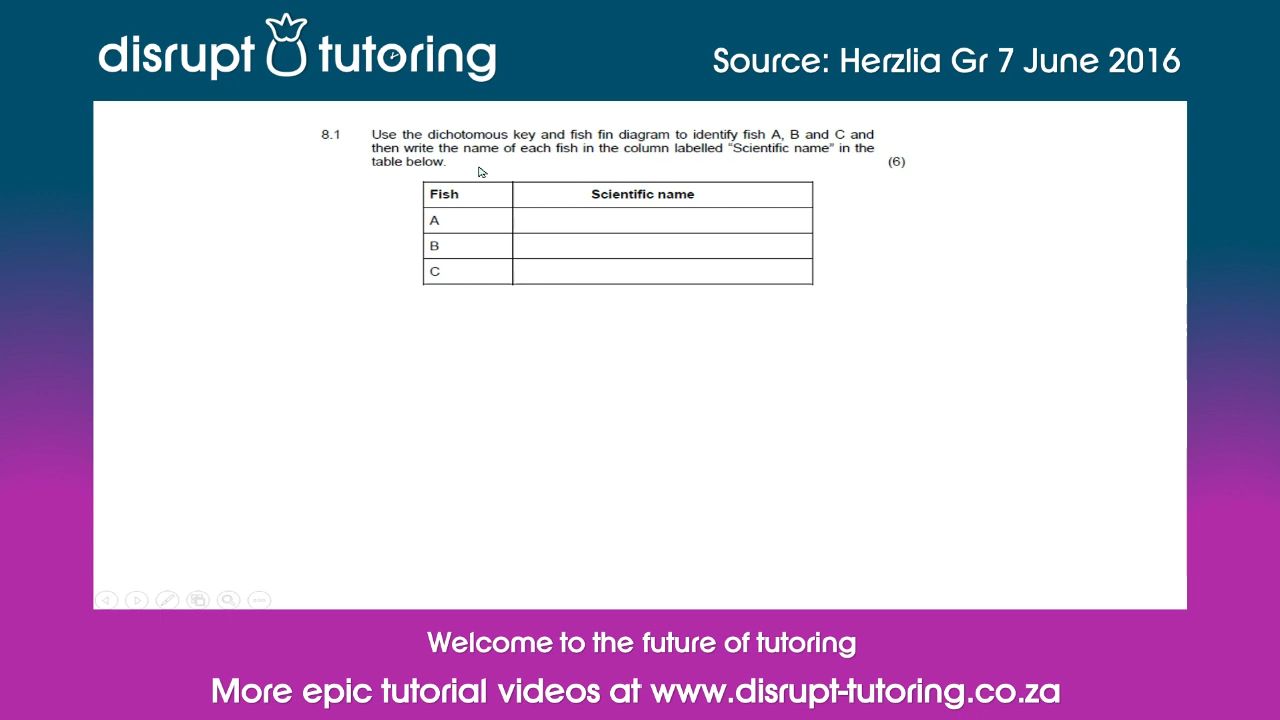 disrupt tutoring
Source: Herzlia Gr 7 June 2016
8.1 Use the dichotomous key and fish fin diagram to identify fish A, B and C and
then write the name of each fish in the column labelled “Scientific name” in the
table below. (6)
Fish Scientific name
A
B
C
Welcome to the future of tutoring
More epic tutorial videos at www.disrupt-tutoring.co.za